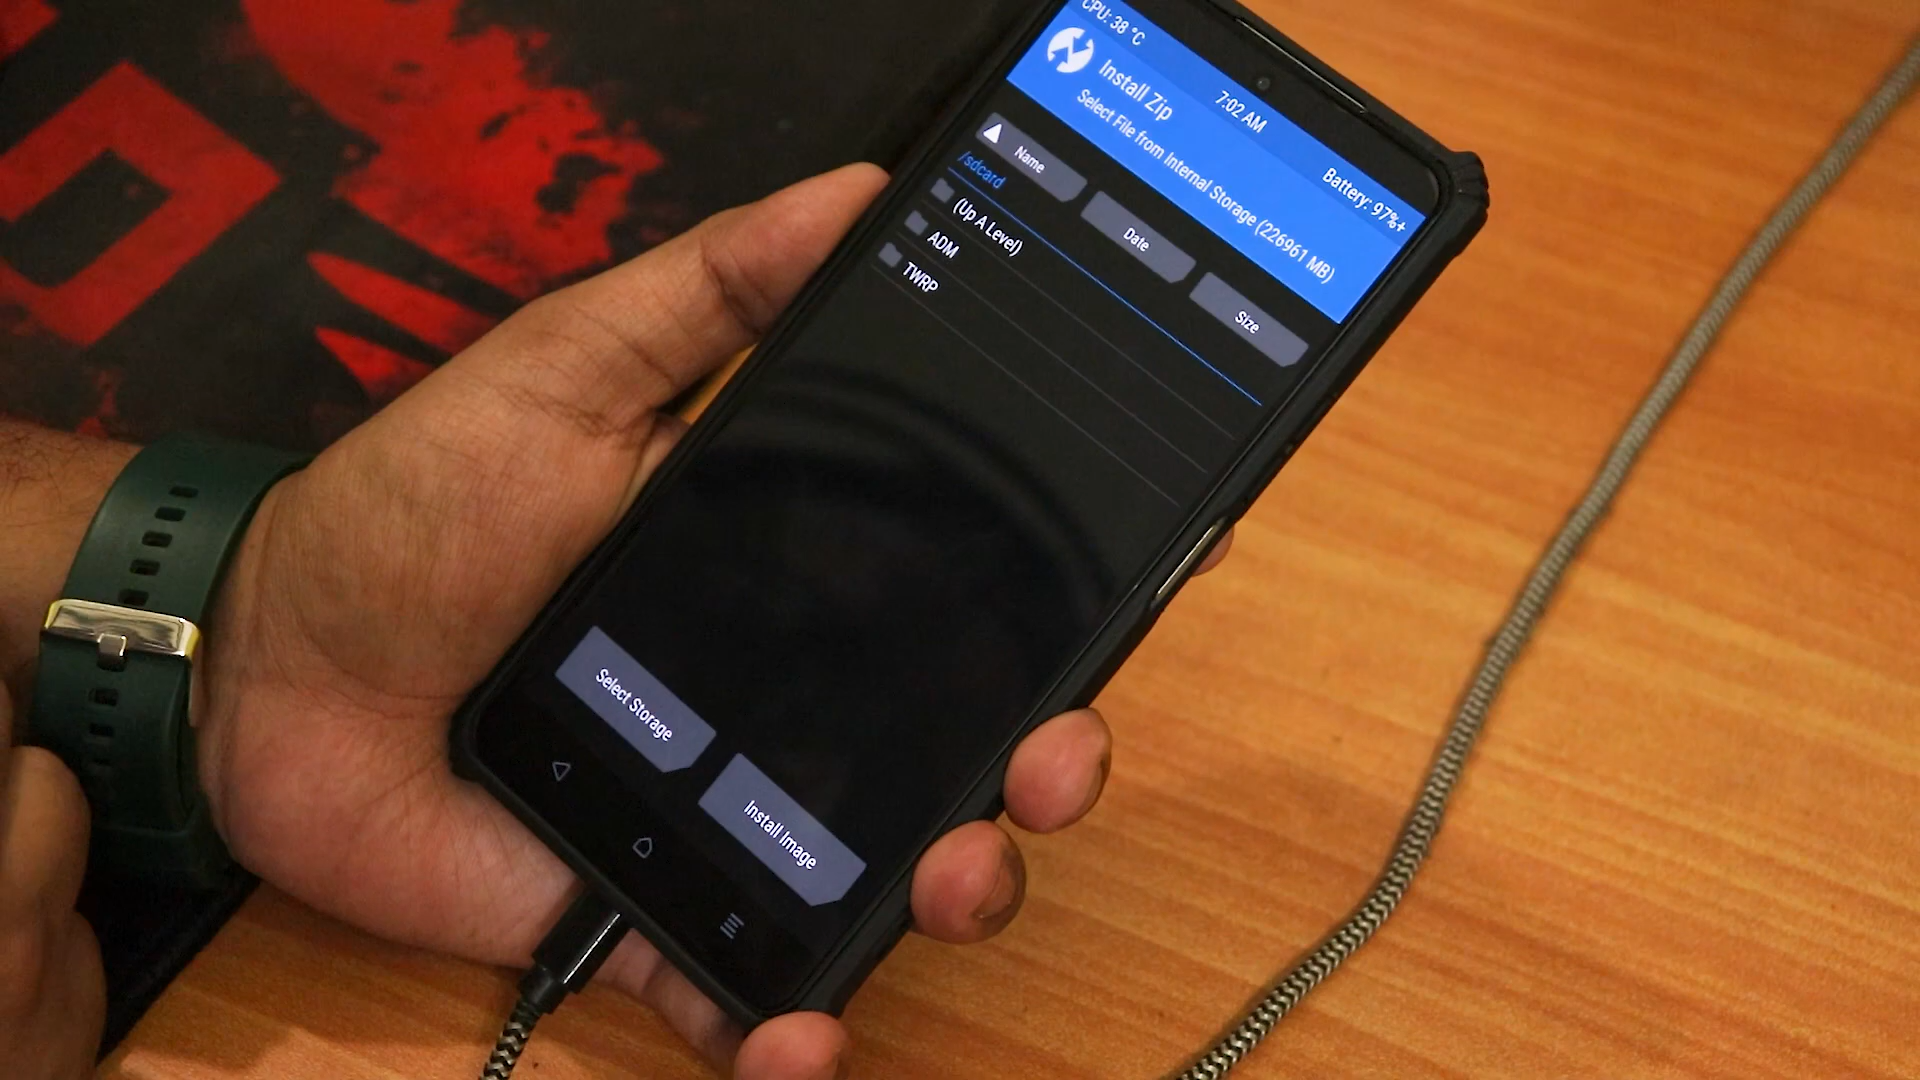 CPU: 38 °C
7:02 AM
Battery: 97%+
Install Zip
Select File from Internal Storage (226961 MB)
Name
Date
Size
/sdcard
(Up A Level)
ADM
TWRP
Select Storage
Install Image